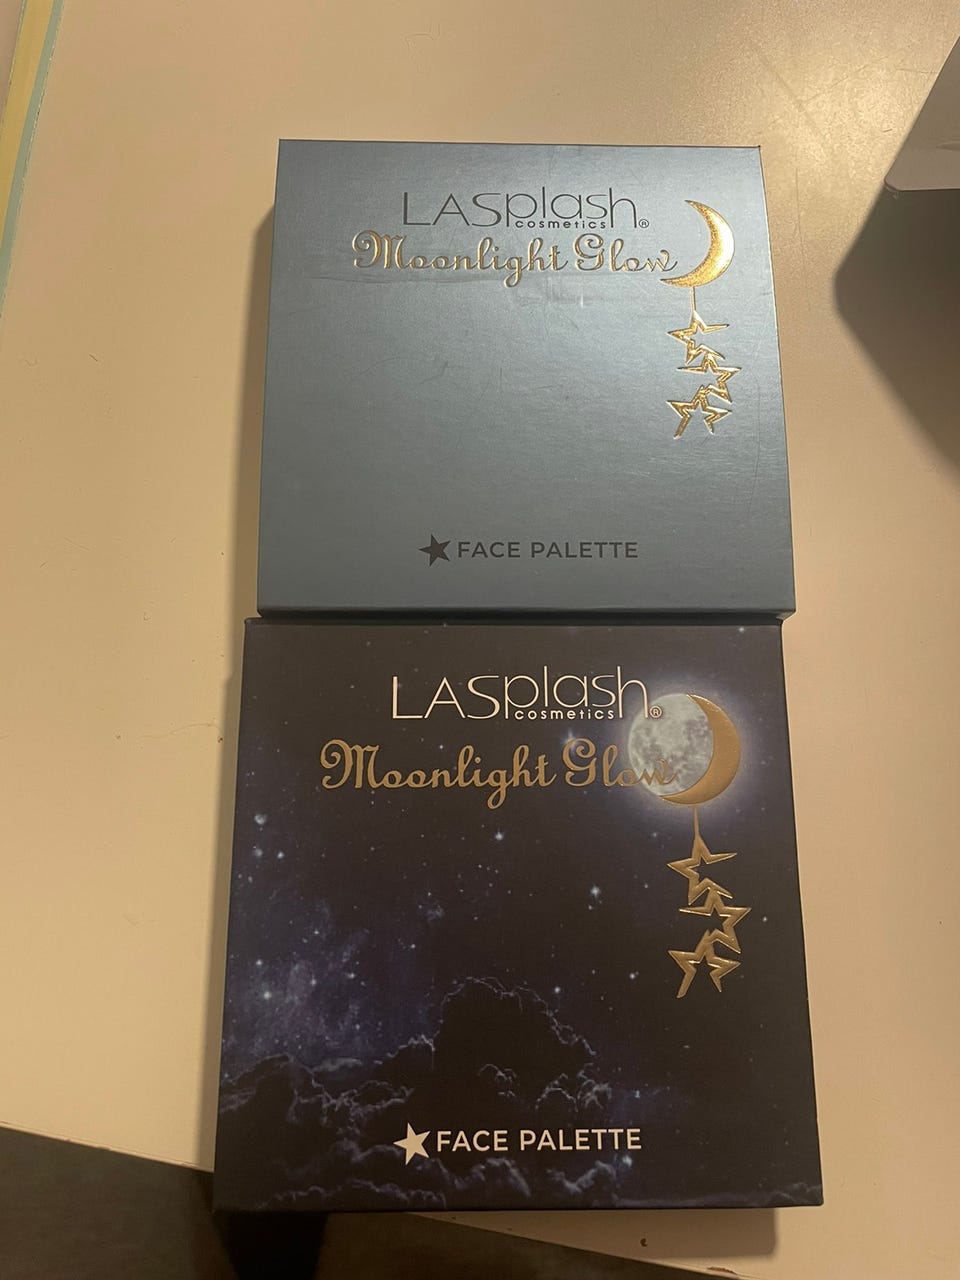 LASplash®
cosmetics
Moonlight Glow
FACE PALETTE
LASplash®
cosmetics
Moonlight Glow
FACE PALETTE